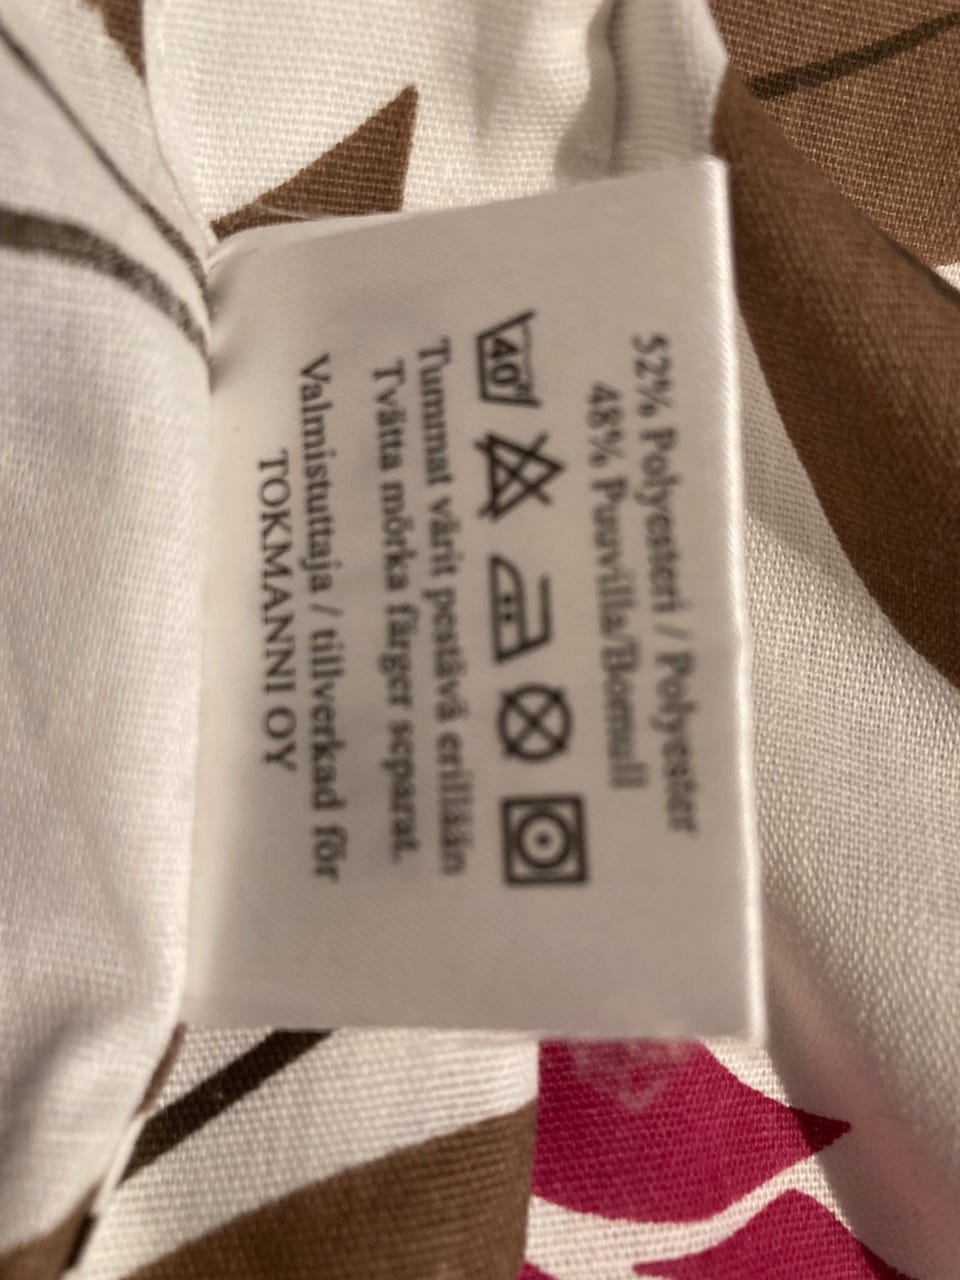 52% Polyesteri / Polyester
48% Puuvilla/Bomull
40°
Tummat värit pestävä erillään
Tvätta mörka färger separat.
Valmistuttaja / tillverkad för
TOKMANNI OY